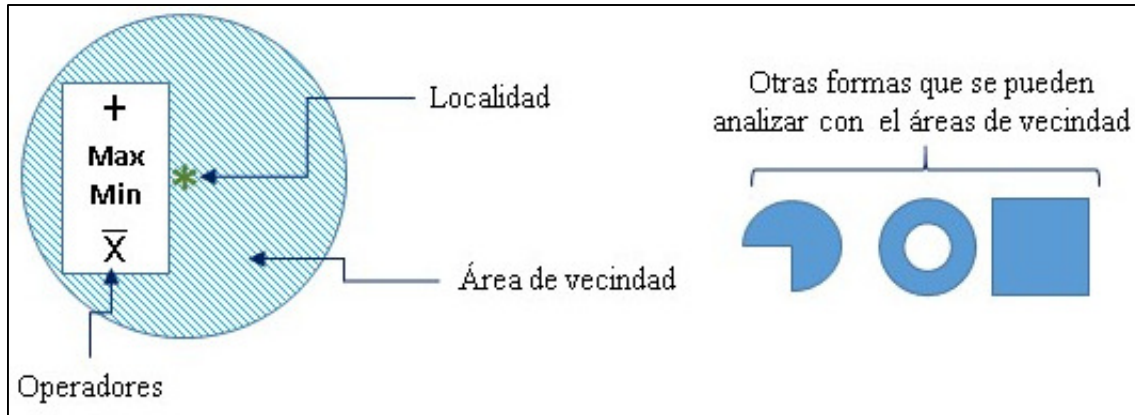 +
Max
Min
X̅
Localidad
Área de vecindad
Operadores
Otras formas que se pueden
analizar con el áreas de vecindad